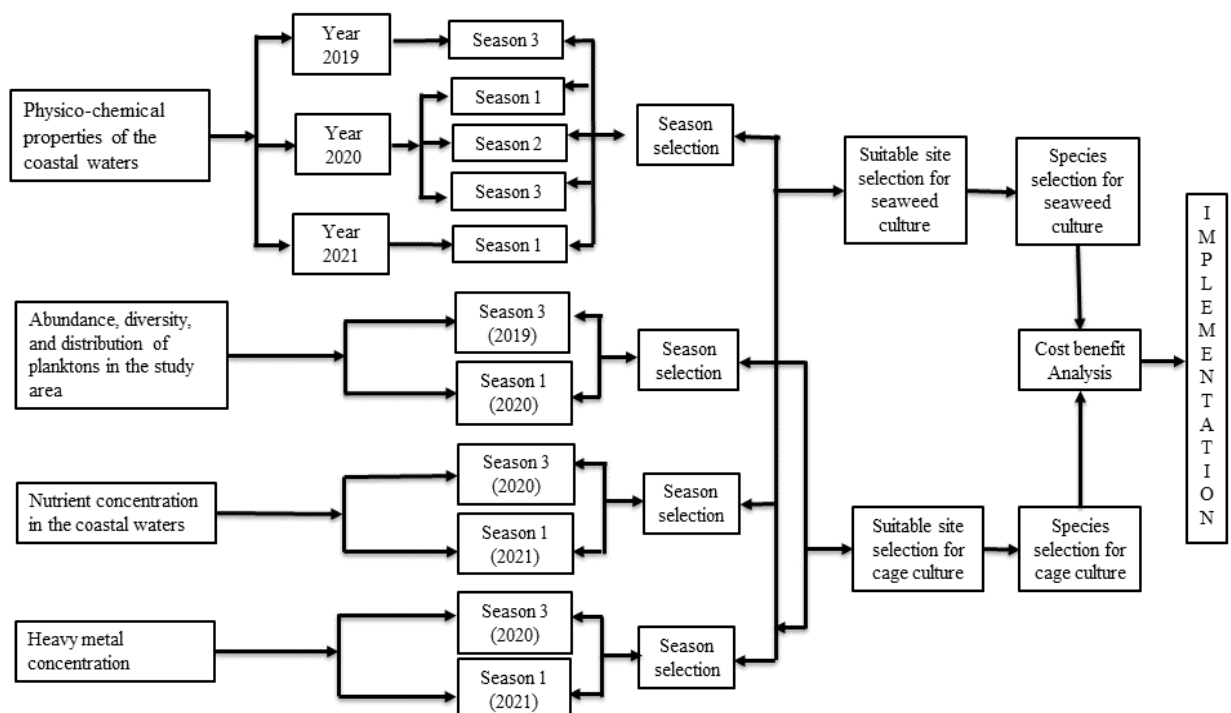 Physico-chemical
properties of the
coastal waters
Year
2019
Season 3
Year
2020
Season 1
Season 2
Season 3
Year
2021
Season 1
Season
selection
Abundance, diversity,
and distribution of
planktons in the study
area
Season 3
(2019)
Season 1
(2020)
Season
selection
Nutrient concentration
in the coastal waters
Season 3
(2020)
Season 1
(2021)
Season
selection
Heavy metal
concentration
Season 3
(2020)
Season 1
(2021)
Season
selection
Suitable site
selection for
seaweed
culture
Species
selection for
seaweed
culture
Cost benefit
Analysis
Suitable site
selection for
cage culture
Species
selection for
cage culture
IMPLEMENTATION